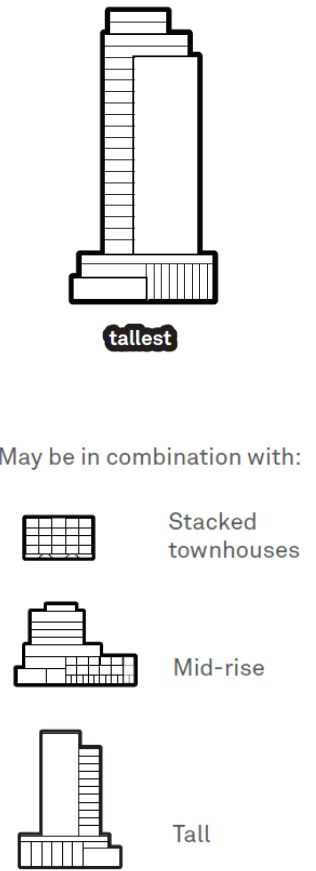 tallest
May be in combination with:
Stacked
townhouses
Mid-rise
Tall